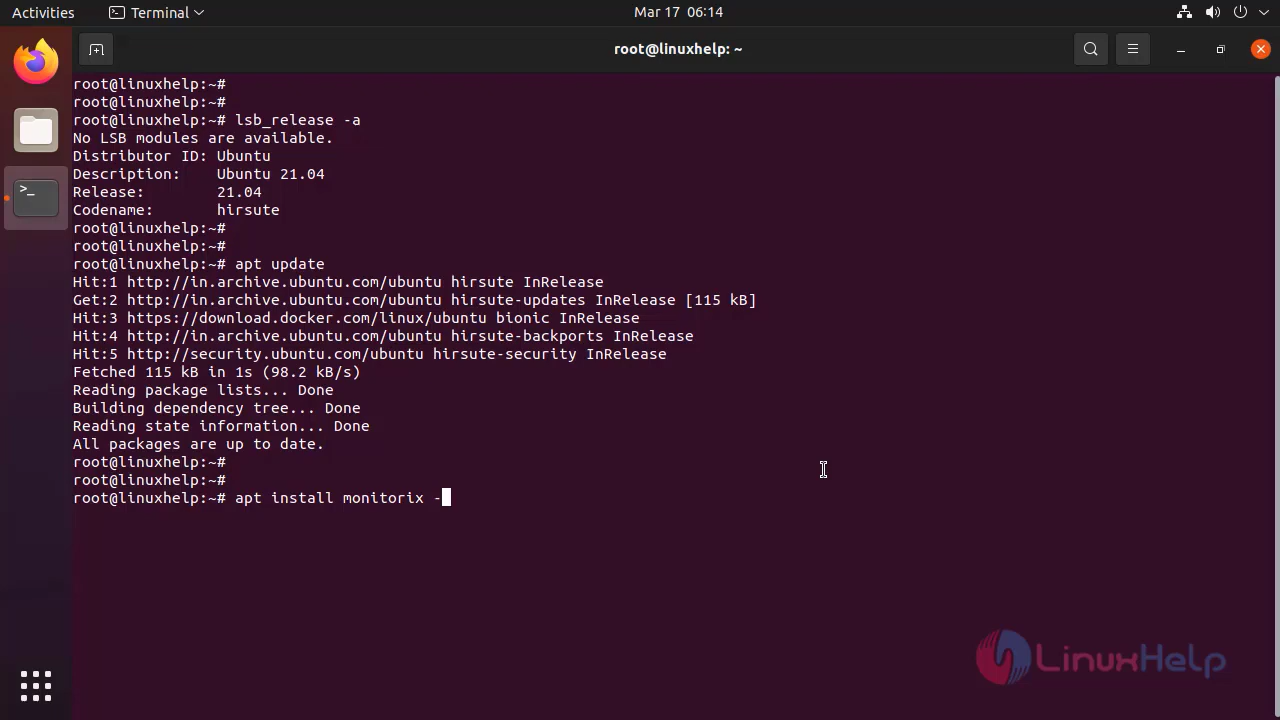 Activities
Terminal
Mar 17 06:14
root@linuxhelp: ~
root@linuxhelp:~#
root@linuxhelp:~#
root@linuxhelp:~# lsb_release -a
No LSB modules are available.
Distributor ID: Ubuntu
Description:    Ubuntu 21.04
Release:        21.04
Codename:       hirsute
root@linuxhelp:~#
root@linuxhelp:~#
root@linuxhelp:~# apt update
Hit:1 http://in.archive.ubuntu.com/ubuntu hirsute InRelease
Get:2 http://in.archive.ubuntu.com/ubuntu hirsute-updates InRelease [115 kB]
Hit:3 https://download.docker.com/linux/ubuntu bionic InRelease
Hit:4 http://in.archive.ubuntu.com/ubuntu hirsute-backports InRelease
Hit:5 http://security.ubuntu.com/ubuntu hirsute-security InRelease
Fetched 115 kB in 1s (98.2 kB/s)
Reading package lists... Done
Building dependency tree... Done
Reading state information... Done
All packages are up to date.
root@linuxhelp:~#
root@linuxhelp:~#
root@linuxhelp:~# apt install monitorix -
LinuxHelp